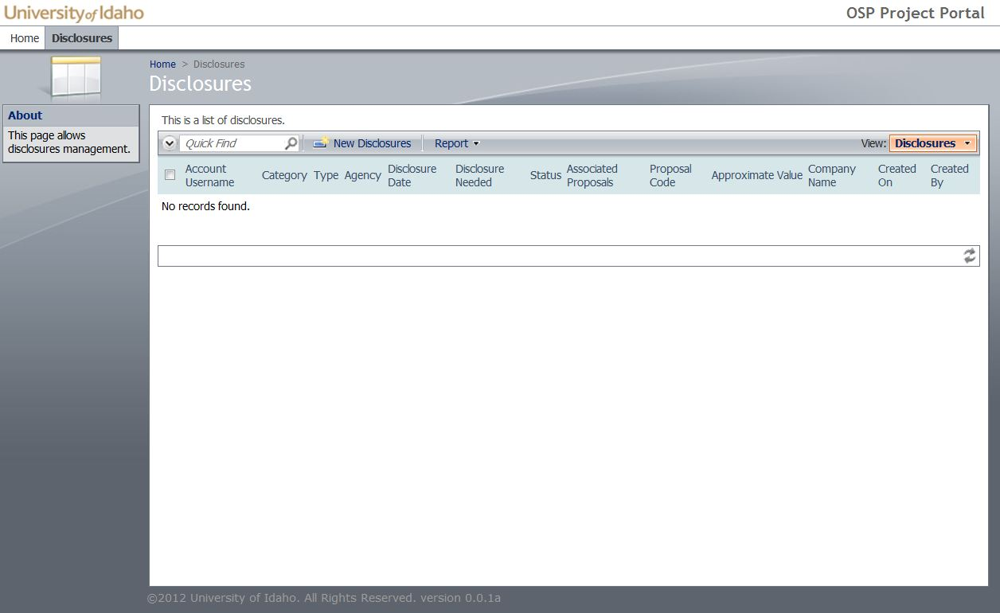 University of Idaho
OSP Project Portal
Home
Disclosures
Home > Disclosures
Disclosures
About
This page allows
disclosures management.
This is a list of disclosures.
Quick Find
New Disclosures
Report
View: Disclosures
Account
Username
Category
Type
Agency
Disclosure
Date
Disclosure
Needed
Status
Associated
Proposals
Proposal
Code
Approximate Value
Company
Name
Created
On
Created
By
No records found.
©2012 University of Idaho. All Rights Reserved. version 0.0.1a